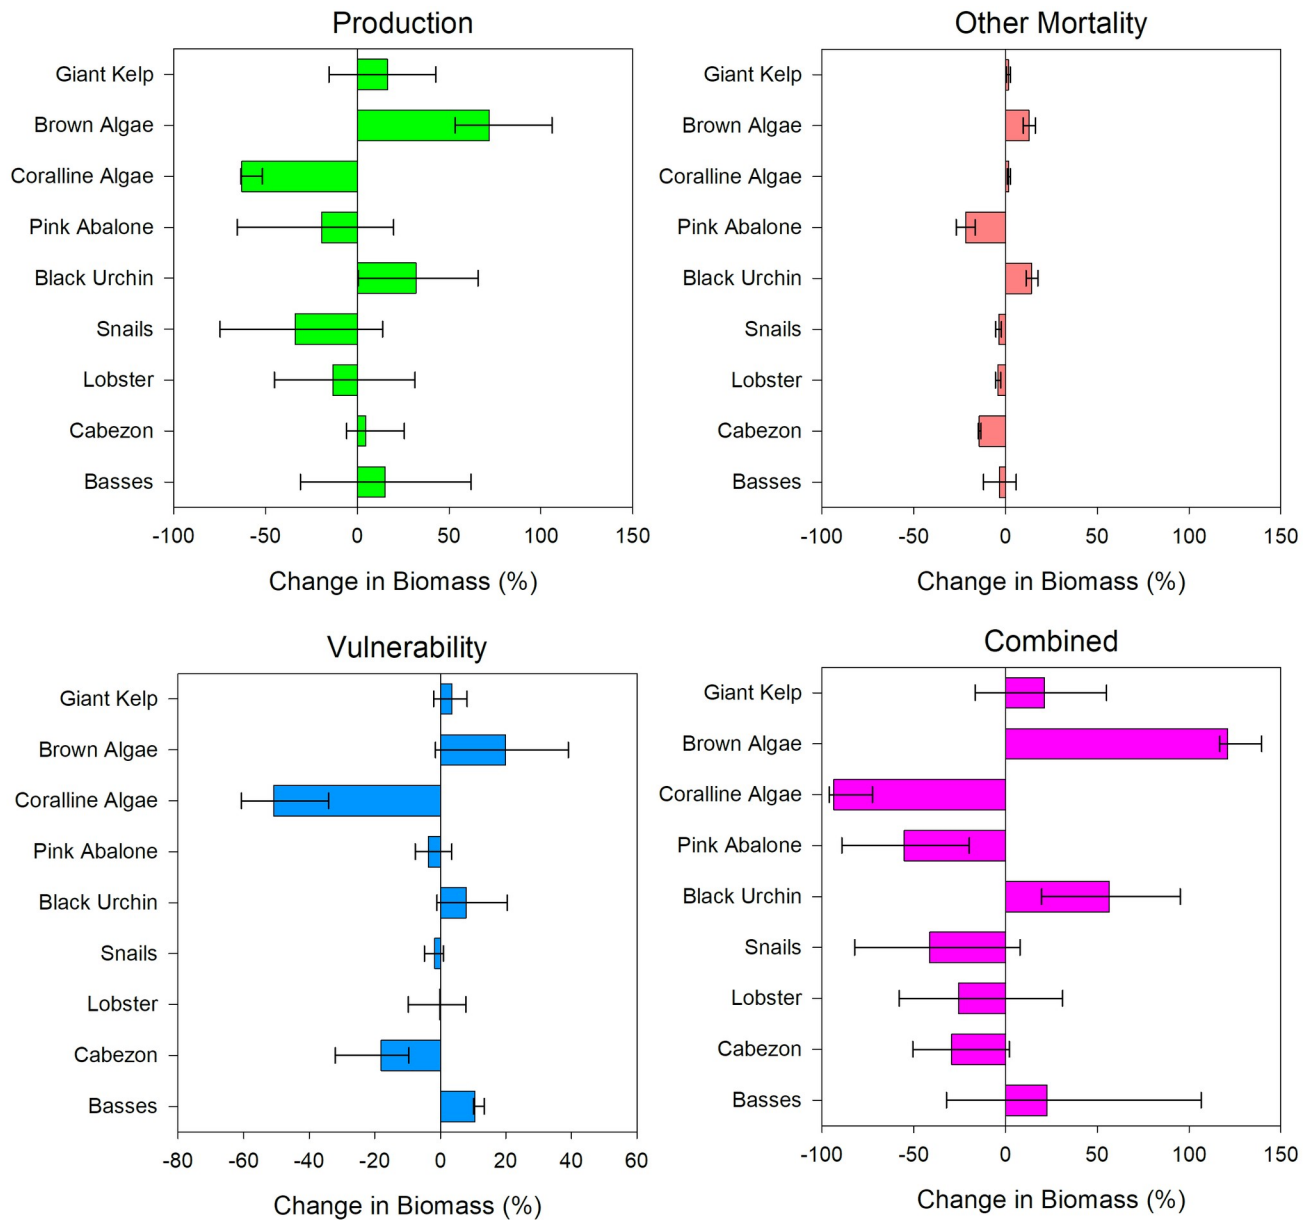 Production
Giant Kelp
Brown Algae
Coralline Algae
Pink Abalone
Black Urchin
Snails
Lobster
Cabezon
Basses
-100 -50 0 50 100 150
Change in Biomass (%)
Other Mortality
Giant Kelp
Brown Algae
Coralline Algae
Pink Abalone
Black Urchin
Snails
Lobster
Cabezon
Basses
-100 -50 0 50 100 150
Change in Biomass (%)
Vulnerability
Giant Kelp
Brown Algae
Coralline Algae
Pink Abalone
Black Urchin
Snails
Lobster
Cabezon
Basses
-80 -60 -40 -20 0 20 40 60
Change in Biomass (%)
Combined
Giant Kelp
Brown Algae
Coralline Algae
Pink Abalone
Black Urchin
Snails
Lobster
Cabezon
Basses
-100 -50 0 50 100 150
Change in Biomass (%)